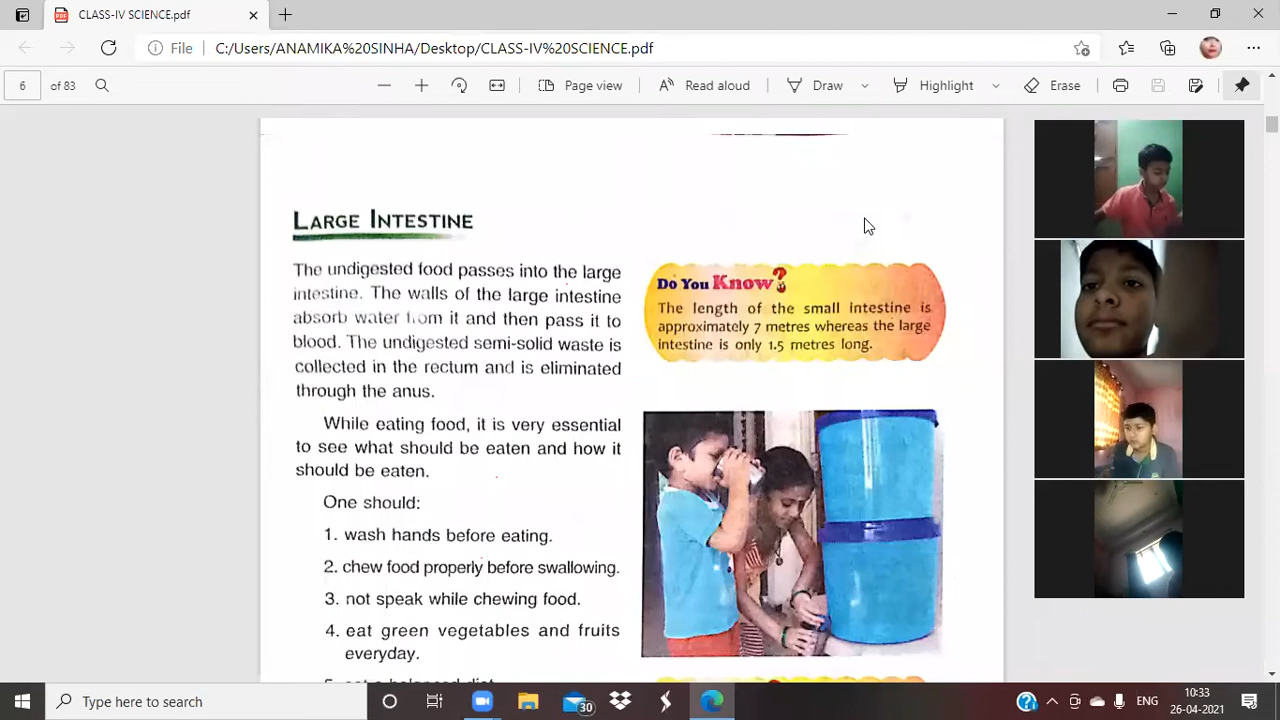 CLASS-IV SCIENCE.pdf
File
C:/Users/ANAMIKA%20SINHA/Desktop/CLASS-IV%20SCIENCE.pdf
6 of 83
Page view
Read aloud
Draw
Highlight
Erase
LARGE INTESTINE
The undigested food passes into the large
intestine. The walls of the large intestine
absorb water from it and then pass it to
blood. The undigested semi-solid waste is
collected in the rectum and is eliminated
through the anus.
While eating food, it is very essential
to see what should be eaten and how it
should be eaten.
One should:
1. wash hands before eating.
2. chew food properly before swallowing.
3. not speak while chewing food.
4. eat green vegetables and fruits
everyday.
5. eat a balanced diet.
Do You Know?
The length of the small intestine is
approximately 7 metres whereas the large
intestine is only 1.5 metres long.
Type here to search
30
ENG
10:33
26-04-2021